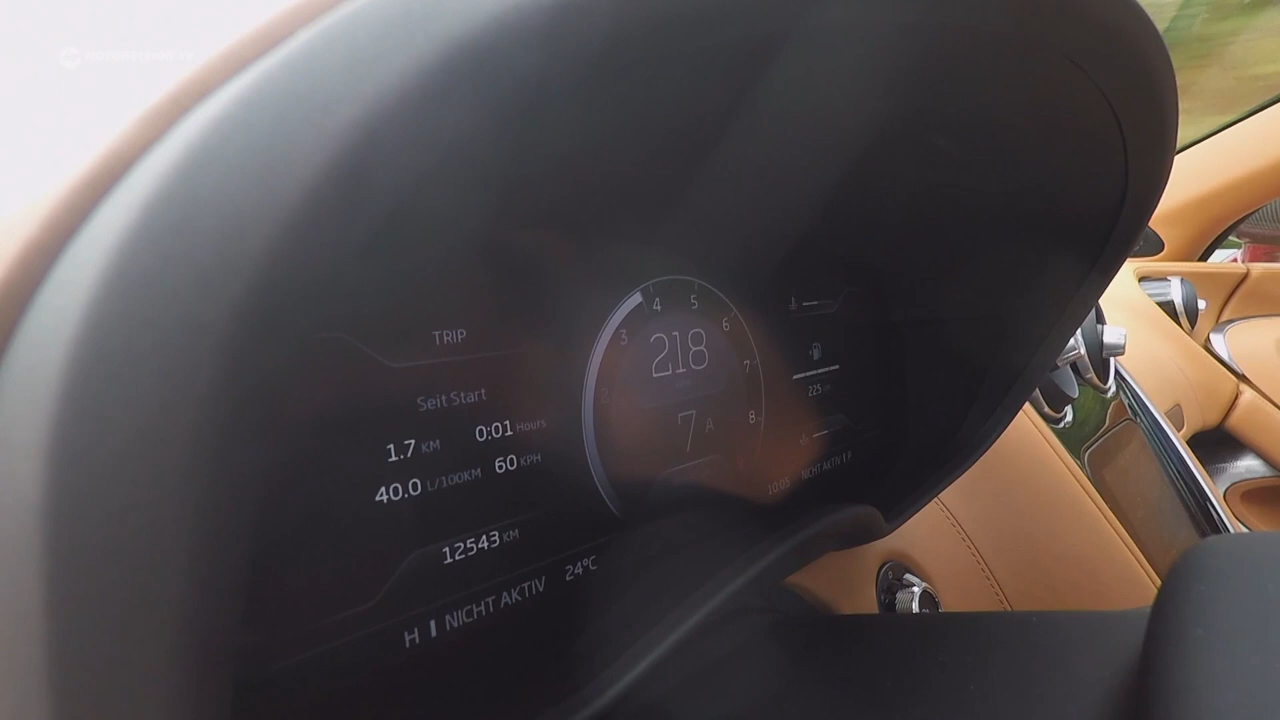 TRIP
Seit Start
1.7 KM 0:01 Hours
40.0 L/100KM 60 KPH
12543 KM
H NICHT AKTIV 24°C
3 4 5 6 7 8
218
7 A
225
10:05 NICHT AKTIV P